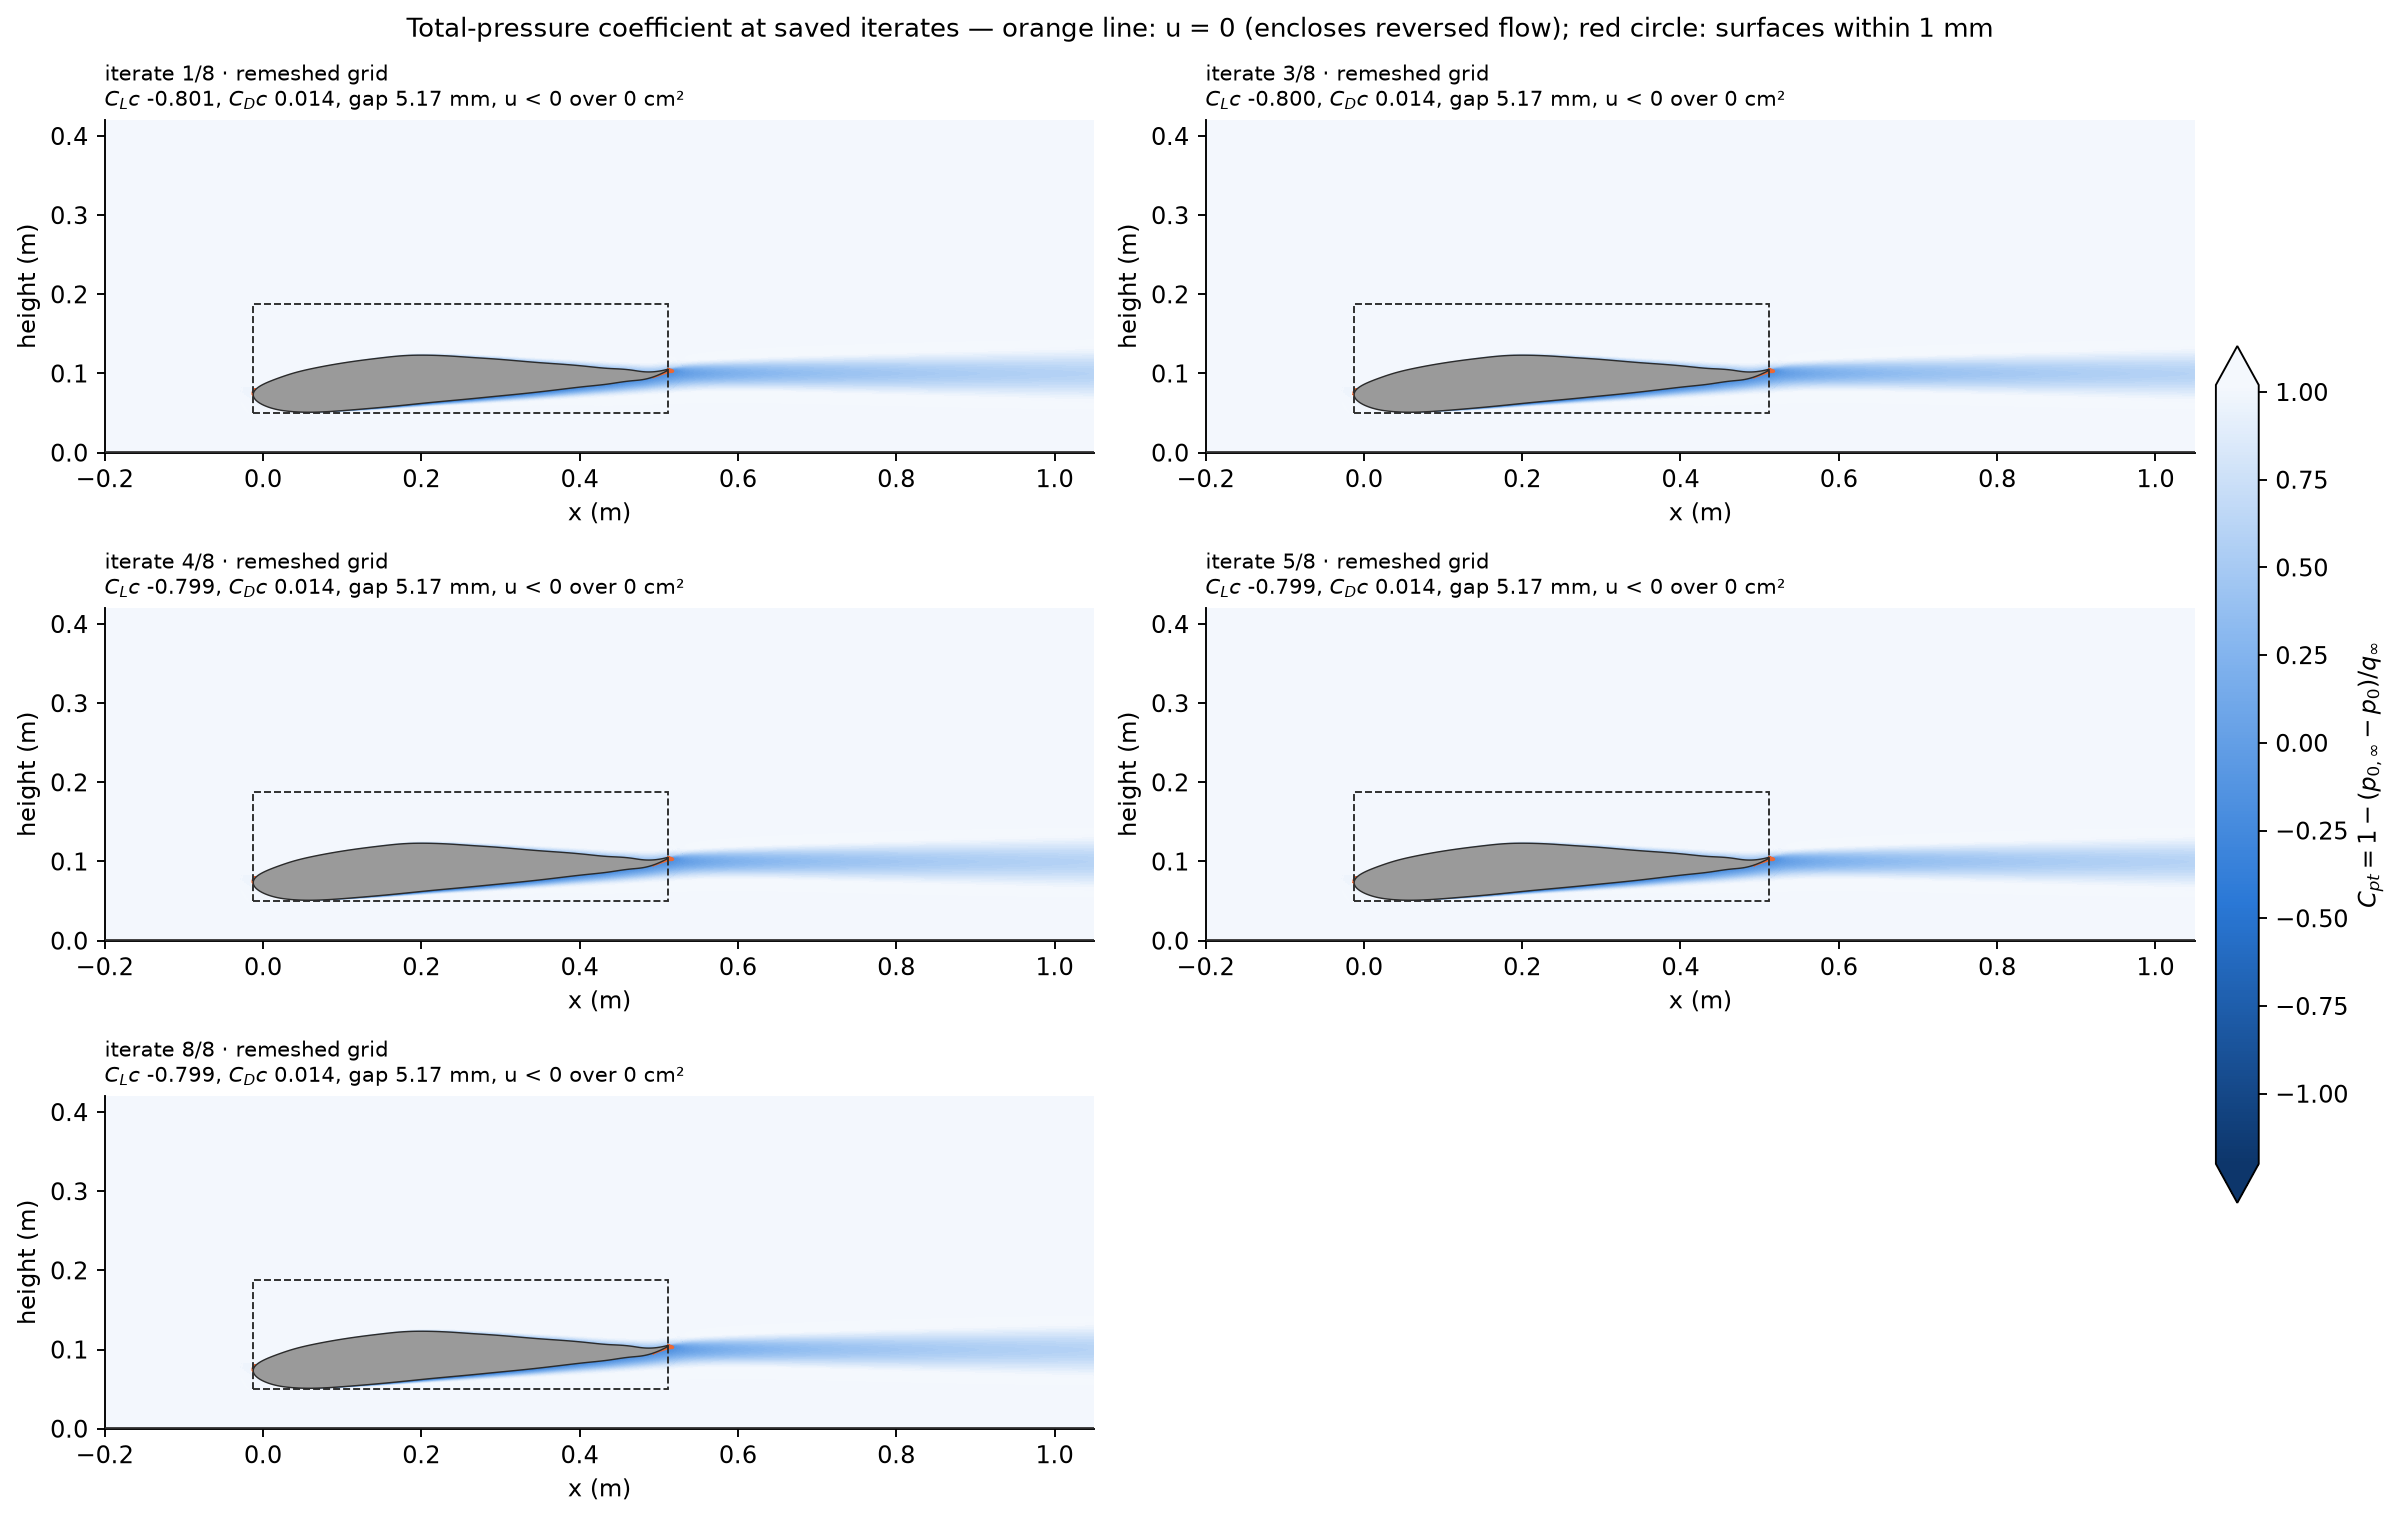 Total-pressure coefficient at saved iterates — orange line: u = 0 (encloses reversed flow); red circle: surfaces within 1 mm
iterate 1/8 · remeshed grid
C_Lc -0.801, C_Dc 0.014, gap 5.17 mm, u < 0 over 0 cm²
0.4
0.3
0.2
0.1
0.0
height (m)
−0.2 0.0 0.2 0.4 0.6 0.8 1.0
x (m)
iterate 3/8 · remeshed grid
C_Lc -0.800, C_Dc 0.014, gap 5.17 mm, u < 0 over 0 cm²
0.4
0.3
0.2
0.1
0.0
height (m)
−0.2 0.0 0.2 0.4 0.6 0.8 1.0
x (m)
iterate 4/8 · remeshed grid
C_Lc -0.799, C_Dc 0.014, gap 5.17 mm, u < 0 over 0 cm²
0.4
0.3
0.2
0.1
0.0
height (m)
−0.2 0.0 0.2 0.4 0.6 0.8 1.0
x (m)
iterate 5/8 · remeshed grid
C_Lc -0.799, C_Dc 0.014, gap 5.17 mm, u < 0 over 0 cm²
0.4
0.3
0.2
0.1
0.0
height (m)
−0.2 0.0 0.2 0.4 0.6 0.8 1.0
x (m)
iterate 8/8 · remeshed grid
C_Lc -0.799, C_Dc 0.014, gap 5.17 mm, u < 0 over 0 cm²
0.4
0.3
0.2
0.1
0.0
height (m)
−0.2 0.0 0.2 0.4 0.6 0.8 1.0
x (m)
1.00
0.75
0.50
0.25
0.00
−0.25
−0.50
−0.75
−1.00
C_pt = 1 − (p_0,∞ − p_0)/q_∞